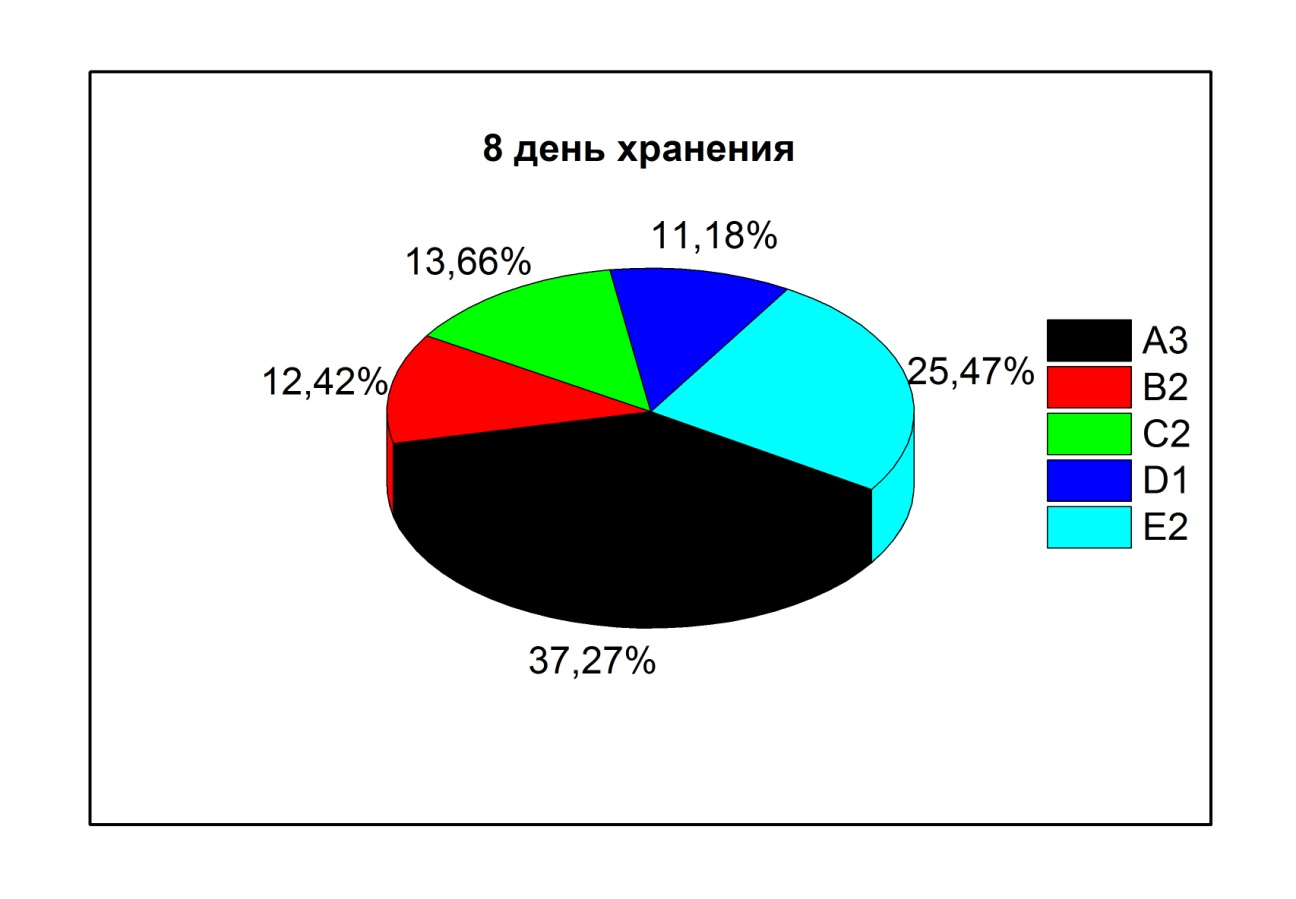 8 день хранения
11,18%
13,66%
25,47%
12,42%
37,27%
A3
B2
C2
D1
E2